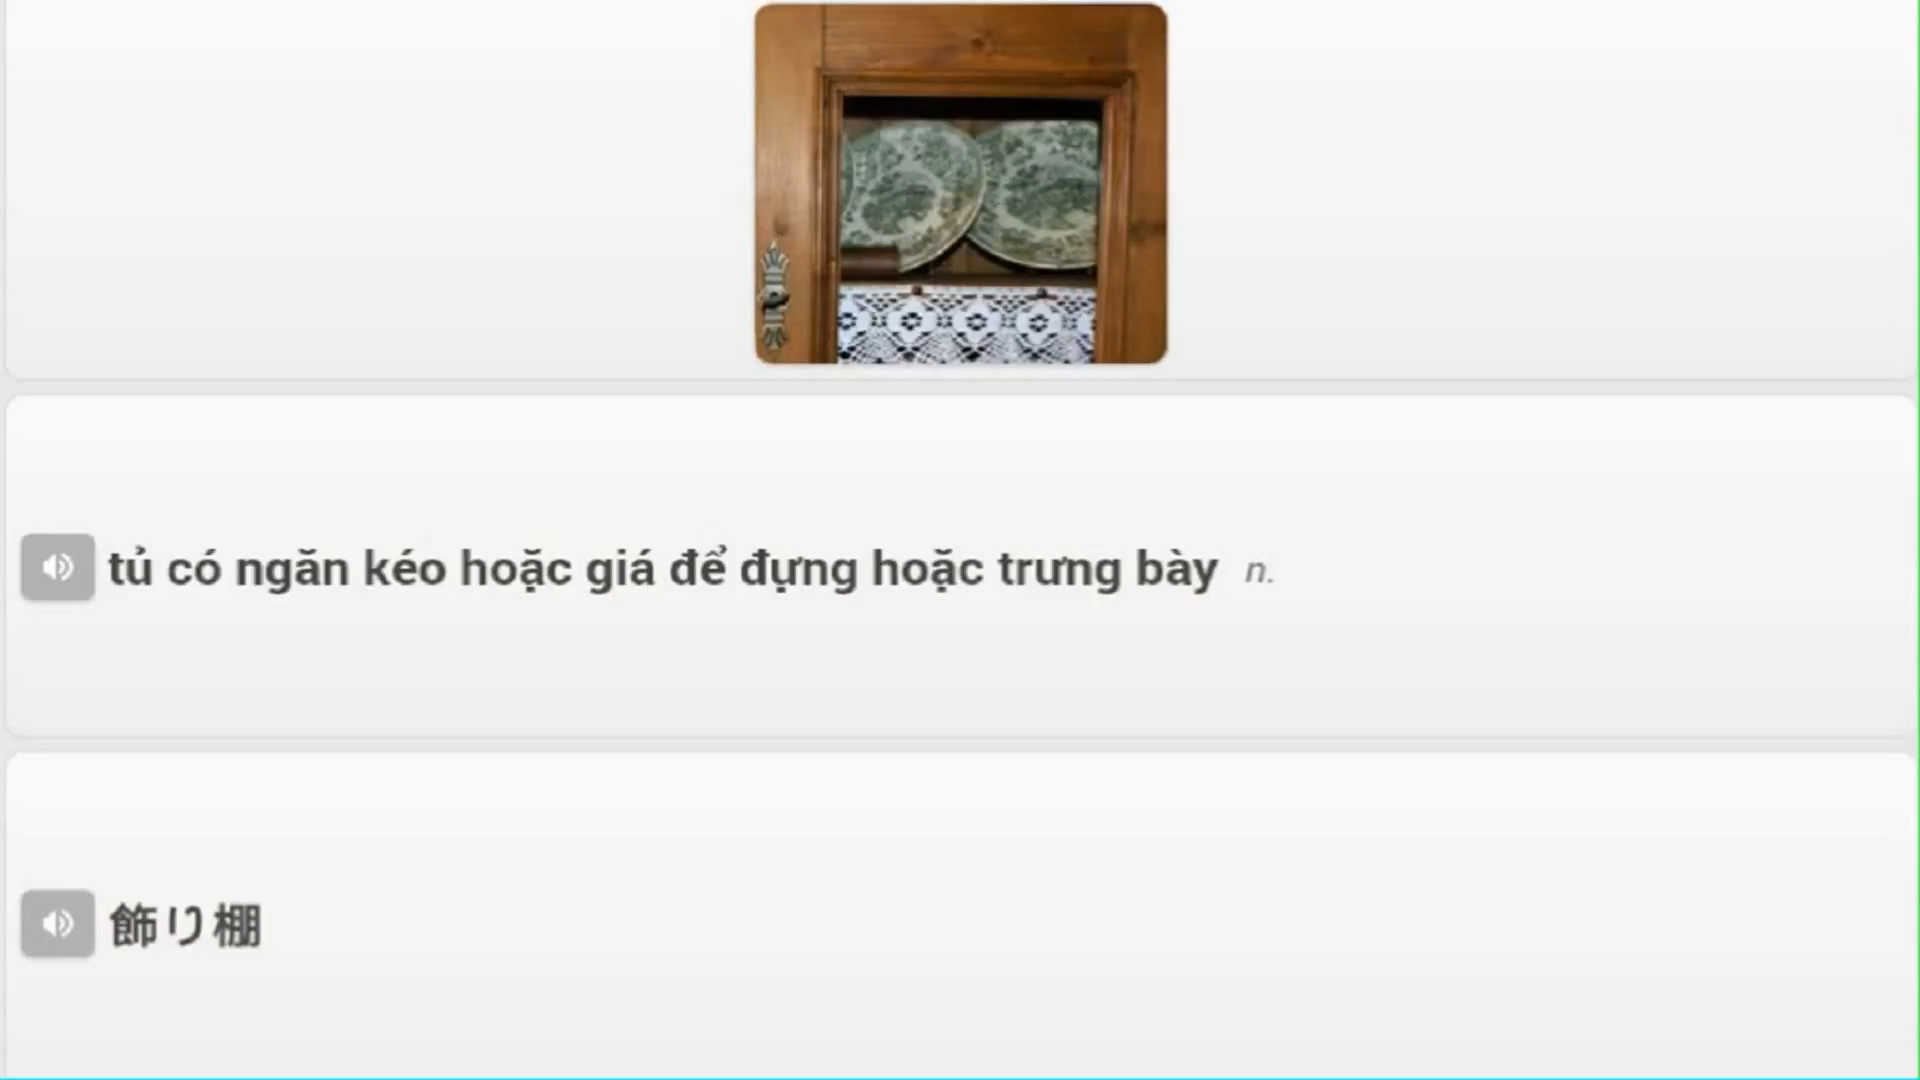 tủ có ngăn kéo hoặc giá để đựng hoặc trưng bày n.
飾り棚